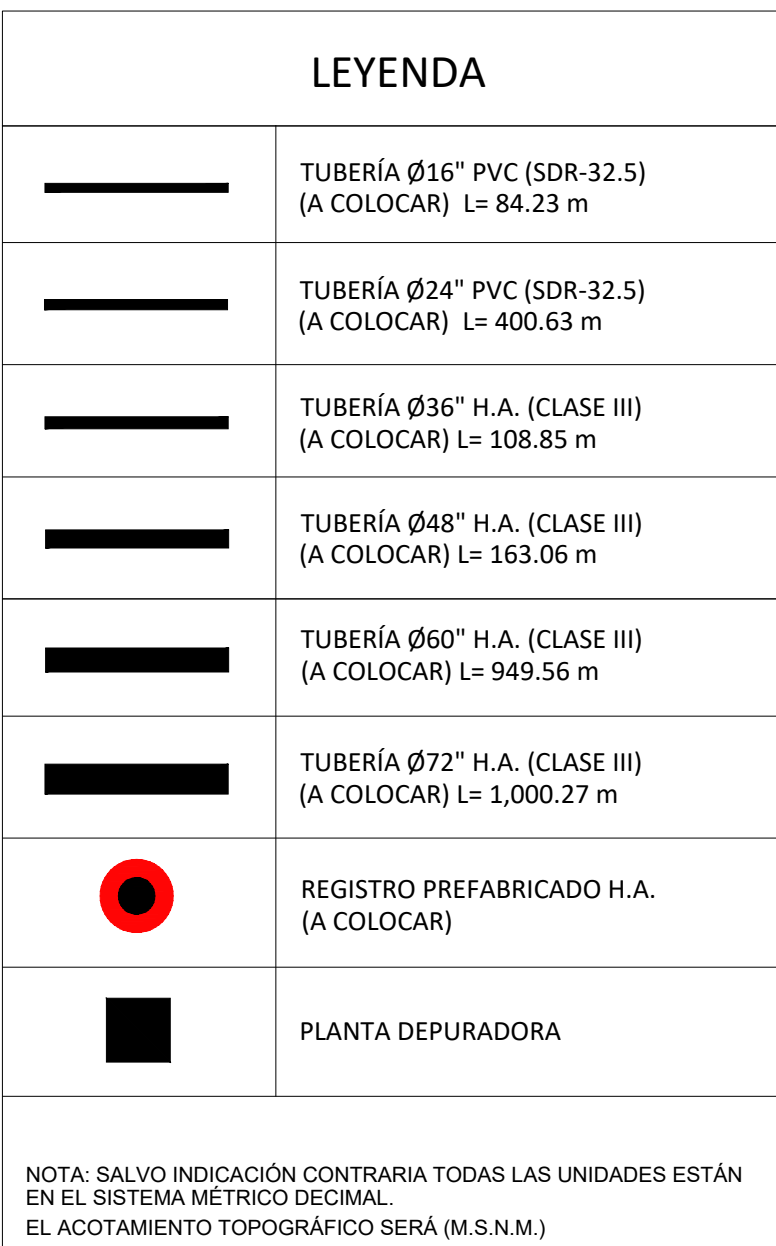 LEYENDA
TUBERÍA Ø16" PVC (SDR-32.5)
(A COLOCAR) L= 84.23 m
TUBERÍA Ø24" PVC (SDR-32.5)
(A COLOCAR) L= 400.63 m
TUBERÍA Ø36" H.A. (CLASE III)
(A COLOCAR) L= 108.85 m
TUBERÍA Ø48" H.A. (CLASE III)
(A COLOCAR) L= 163.06 m
TUBERÍA Ø60" H.A. (CLASE III)
(A COLOCAR) L= 949.56 m
TUBERÍA Ø72" H.A. (CLASE III)
(A COLOCAR) L= 1,000.27 m
REGISTRO PREFABRICADO H.A.
(A COLOCAR)
PLANTA DEPURADORA
NOTA: SALVO INDICACIÓN CONTRARIA TODAS LAS UNIDADES ESTÁN
EN EL SISTEMA MÉTRICO DECIMAL.
EL ACOTAMIENTO TOPOGRÁFICO SERÁ (M.S.N.M.)